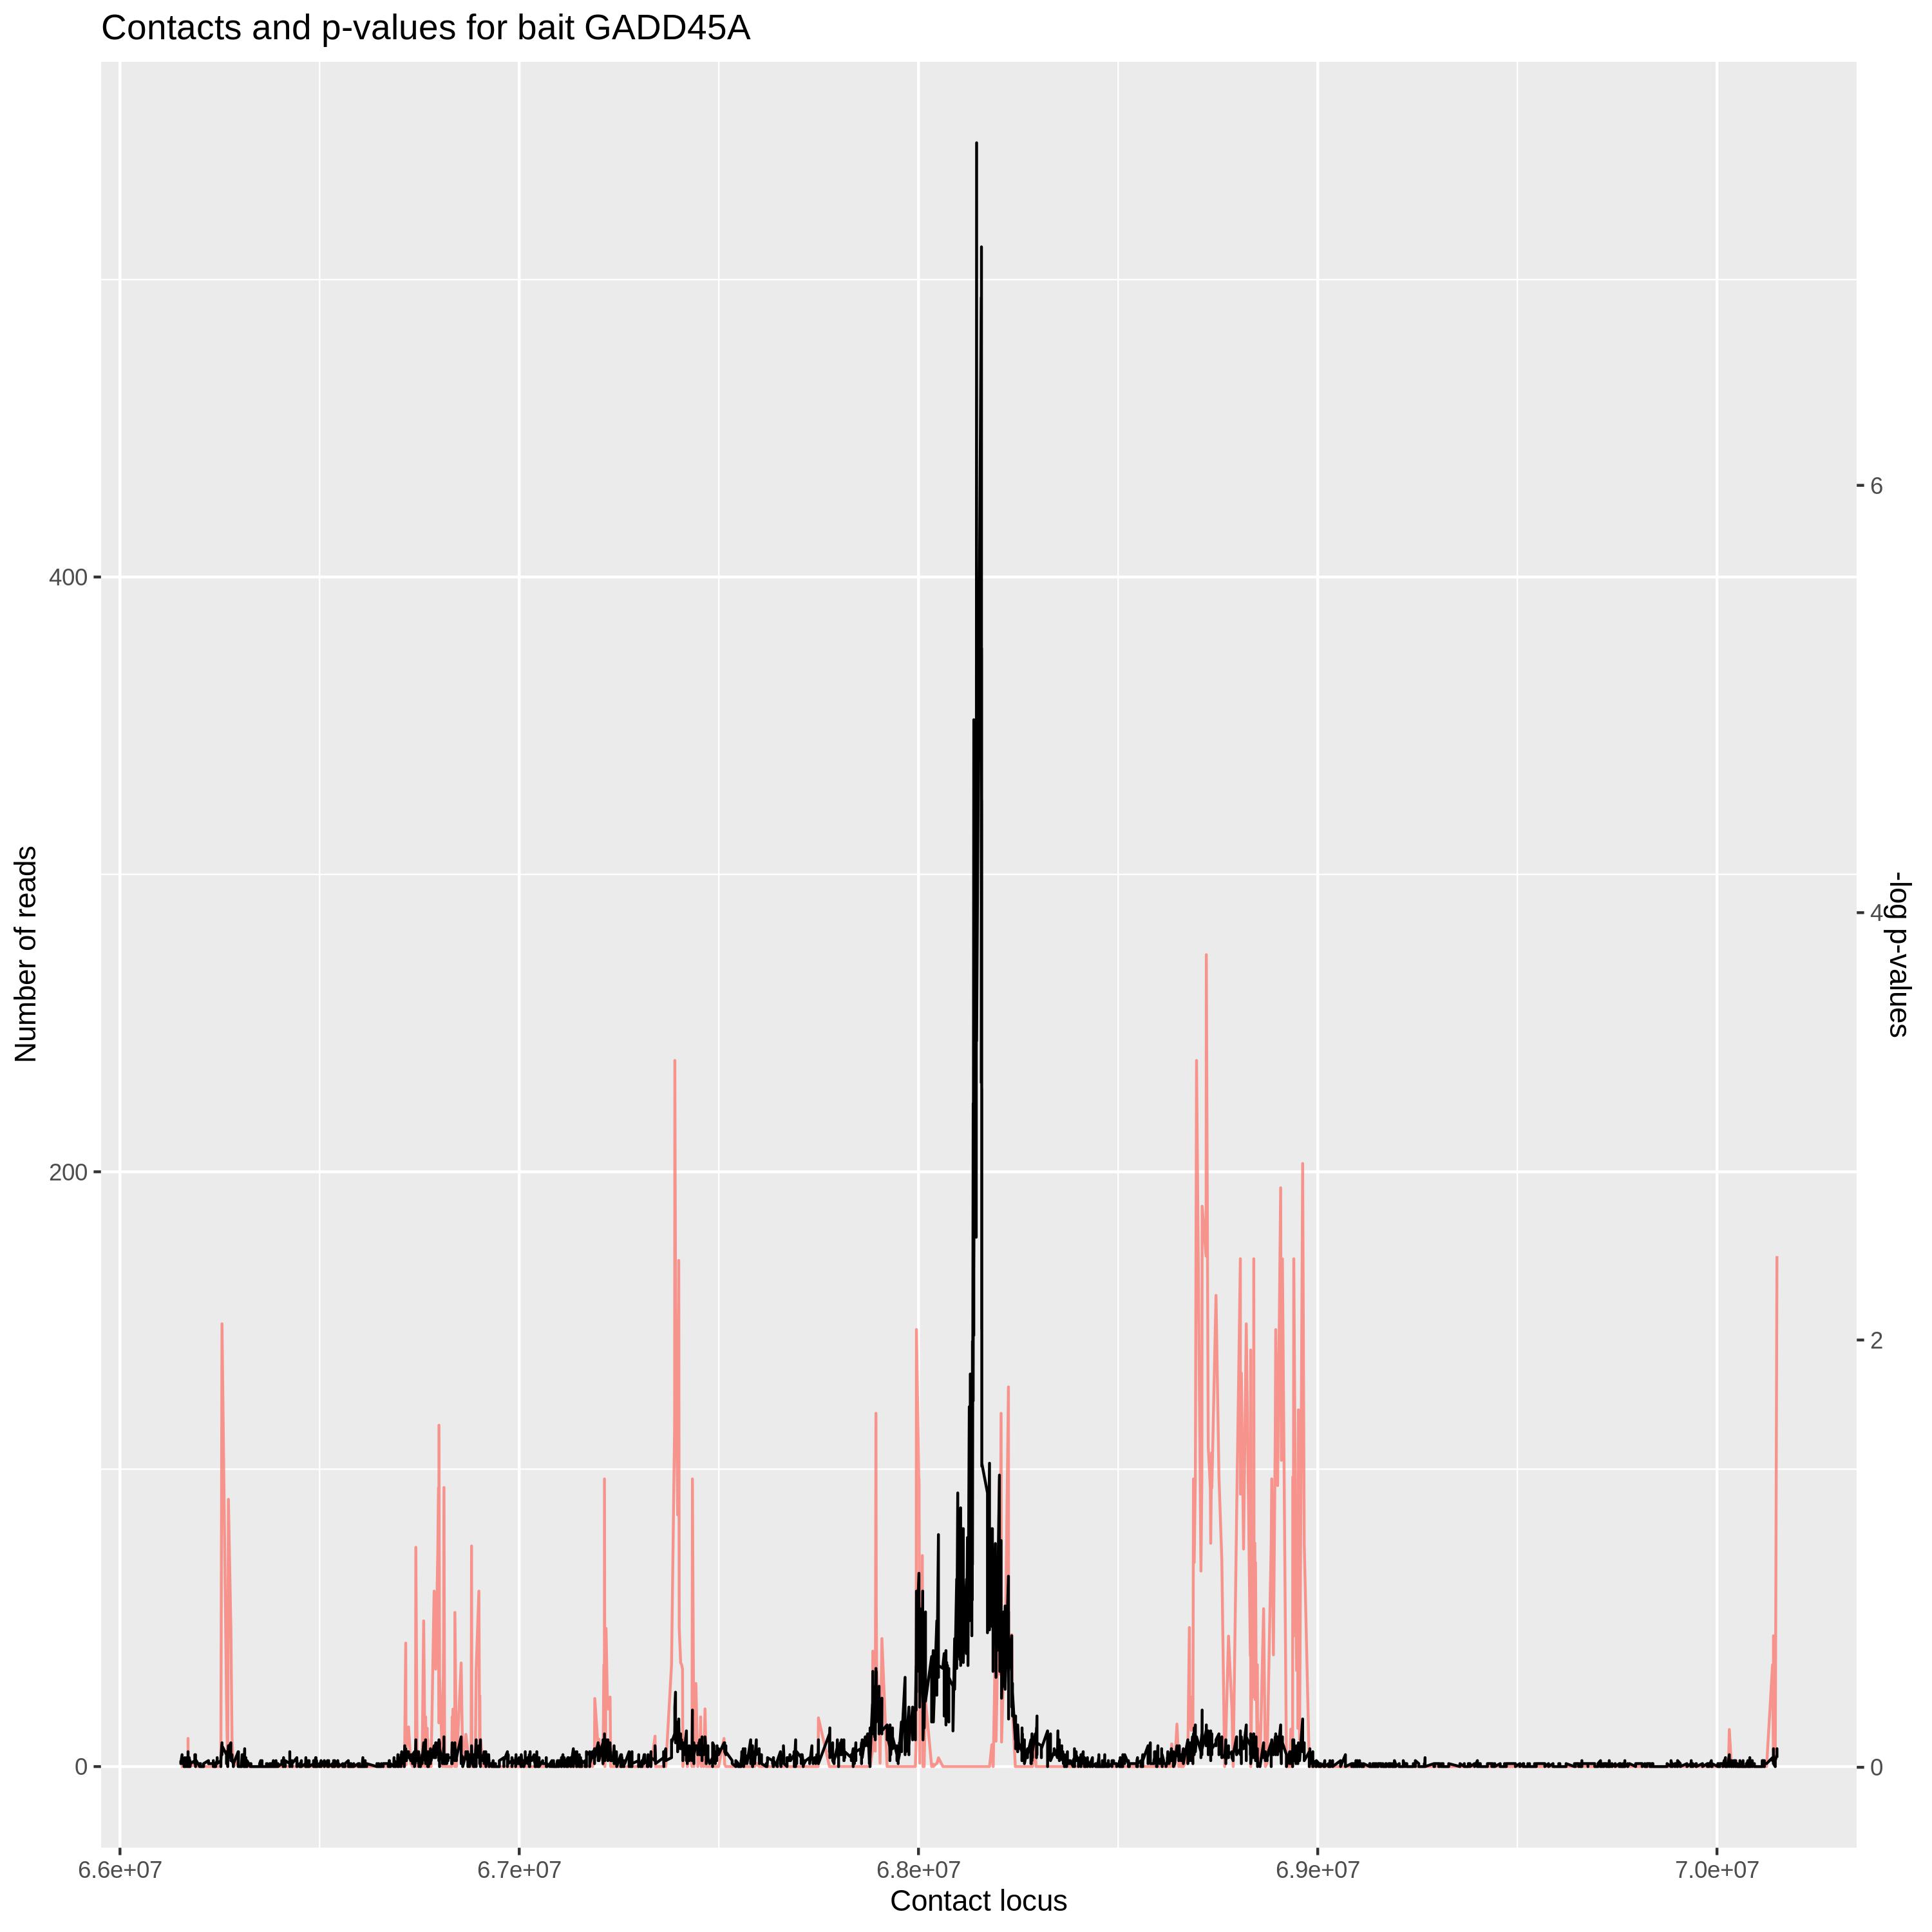 Contacts and p-values for bait GADD45A
Number of reads
400
200
0
6
4
2
0
-log p-values
6.6e+07 6.7e+07 6.8e+07 6.9e+07 7.0e+07
Contact locus